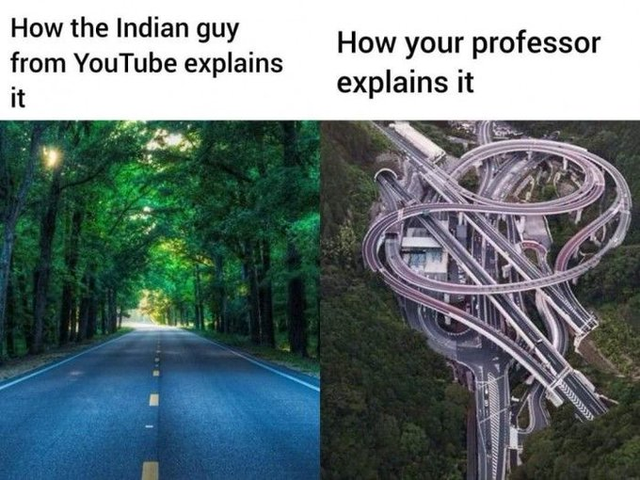 How the Indian guy
from YouTube explains
it
How your professor
explains it